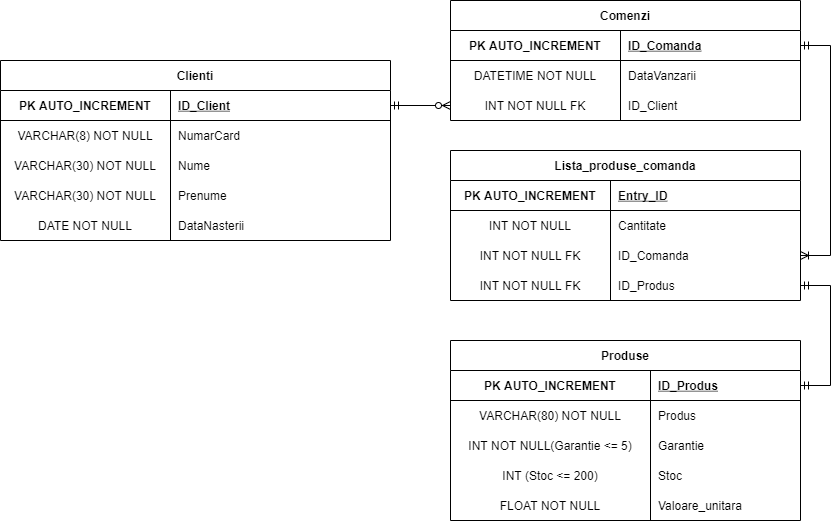 Clienti
PK AUTO_INCREMENT ID_Client
VARCHAR(8) NOT NULL NumarCard
VARCHAR(30) NOT NULL Nume
VARCHAR(30) NOT NULL Prenume
DATE NOT NULL DataNasterii
Comenzi
PK AUTO_INCREMENT ID_Comanda
DATETIME NOT NULL DataVanzarii
INT NOT NULL FK ID_Client
Lista_produse_comanda
PK AUTO_INCREMENT Entry_ID
INT NOT NULL Cantitate
INT NOT NULL FK ID_Comanda
INT NOT NULL FK ID_Produs
Produse
PK AUTO_INCREMENT ID_Produs
VARCHAR(80) NOT NULL Produs
INT NOT NULL(Garantie <= 5) Garantie
INT (Stoc <= 200) Stoc
FLOAT NOT NULL Valoare_unitara